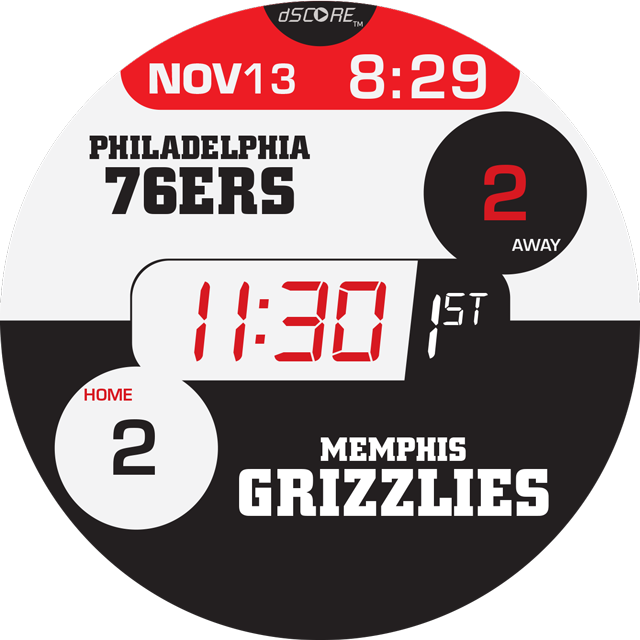 dSCORE™
NOV13 8:29
PHILADELPHIA
76ERS
2
AWAY
11:30 1ST
HOME
2
MEMPHIS
GRIZZLIES